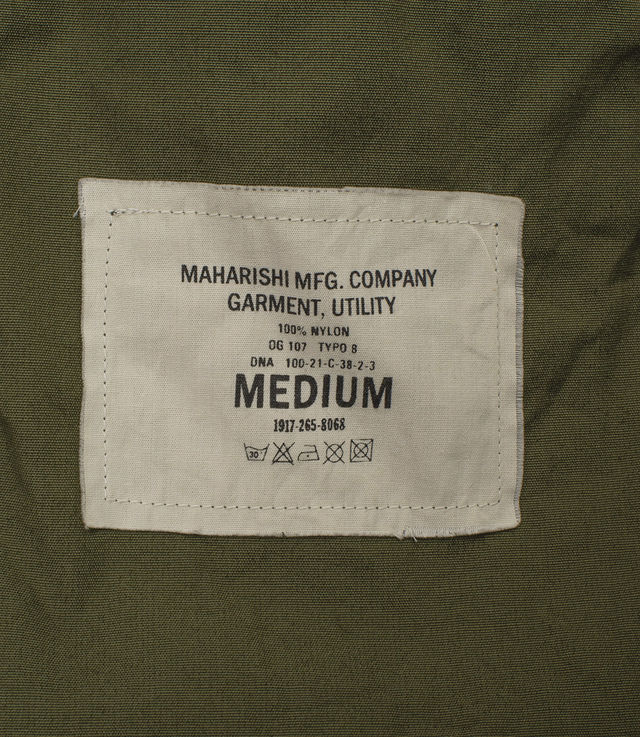 MAHARISHI MFG. COMPANY
GARMENT, UTILITY
100% NYLON
OG 107 TYPO 8
DNA 100-21-C-38-2-3
MEDIUM
1917-265-8068
30